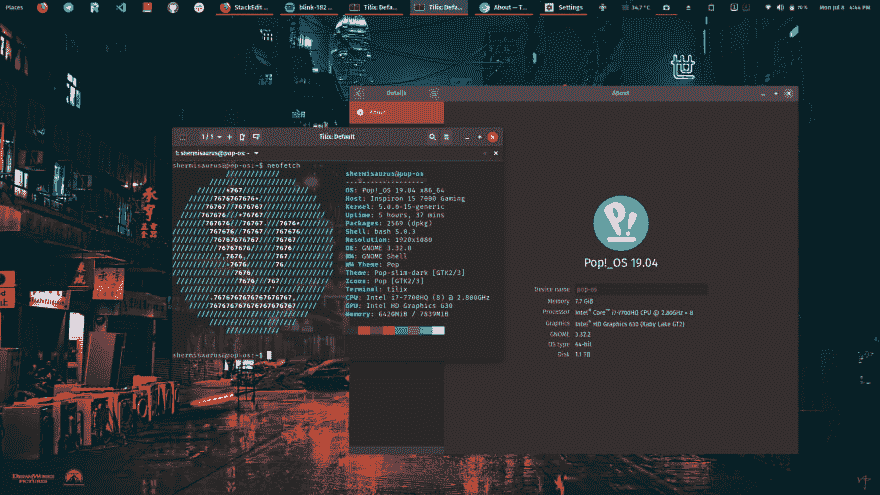 Places
StackEdit ...
blink-182 ...
Tilix: Defa...
Tilix: Defa...
About — T...
Settings
34.7 °C
70 %
Mon Jul 8
Details
About
1 / 1
Tilix: Default
1: shermisaurus@pop-os: ~
shermisaurus@pop-os:~$ neofetch
shermisaurus@pop-os
OS: Pop!_OS 19.04 x86_64
Host: Inspiron 15 7000 Gaming
Kernel: 5.0.0-15-generic
Uptime: 5 hours, 37 mins
Packages: 2569 (dpkg)
Shell: bash 5.0.3
Resolution: 1920x1080
DE: GNOME 3.32.0
WM: GNOME Shell
WM Theme: Pop
Theme: Pop-slim-dark [GTK2/3]
Icons: Pop [GTK2/3]
Terminal: tilix
CPU: Intel i7-7700HQ (8) @ 2.800GHz
GPU: Intel HD Graphics 630
Memory: 6420MiB / 7839MiB
shermisaurus@pop-os:~$
Pop!_OS 19.04
Device name pop-os
Memory 7.7 GiB
Processor Intel® Core™ i7-7700HQ CPU @ 2.80GHz × 8
Graphics Intel® HD Graphics 630 (Kaby Lake GT2)
GNOME 3.32.2
OS type 64-bit
Disk 1.1 TB
世
承亨
DREAMWORKS
PICTURES